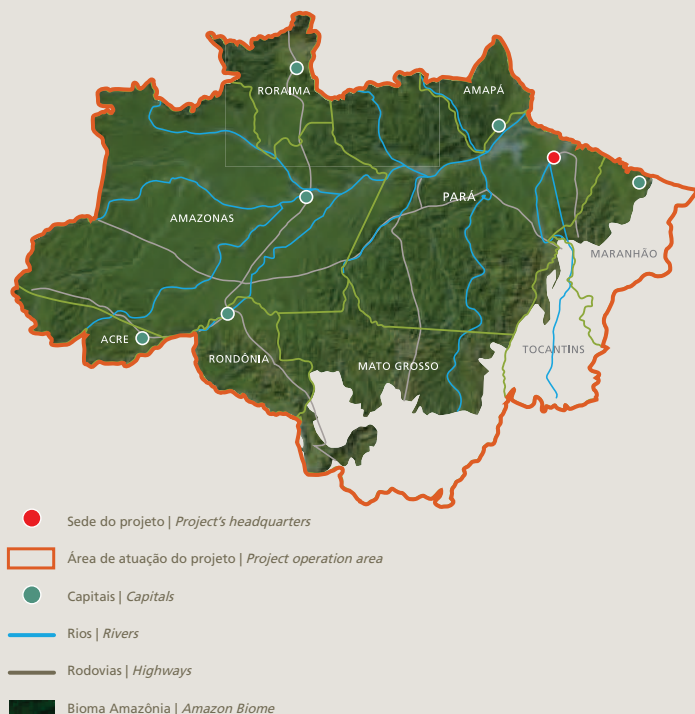 RORAIMA
AMAPÁ
PARÁ
AMAZONAS
MARANHÃO
ACRE
RONDÔNIA
MATO GROSSO
TOCANTINS
Sede do projeto | Project's headquarters
Área de atuação do projeto | Project operation area
Capitais | Capitals
Rios | Rivers
Rodovias | Highways
Bioma Amazônia | Amazon Biome